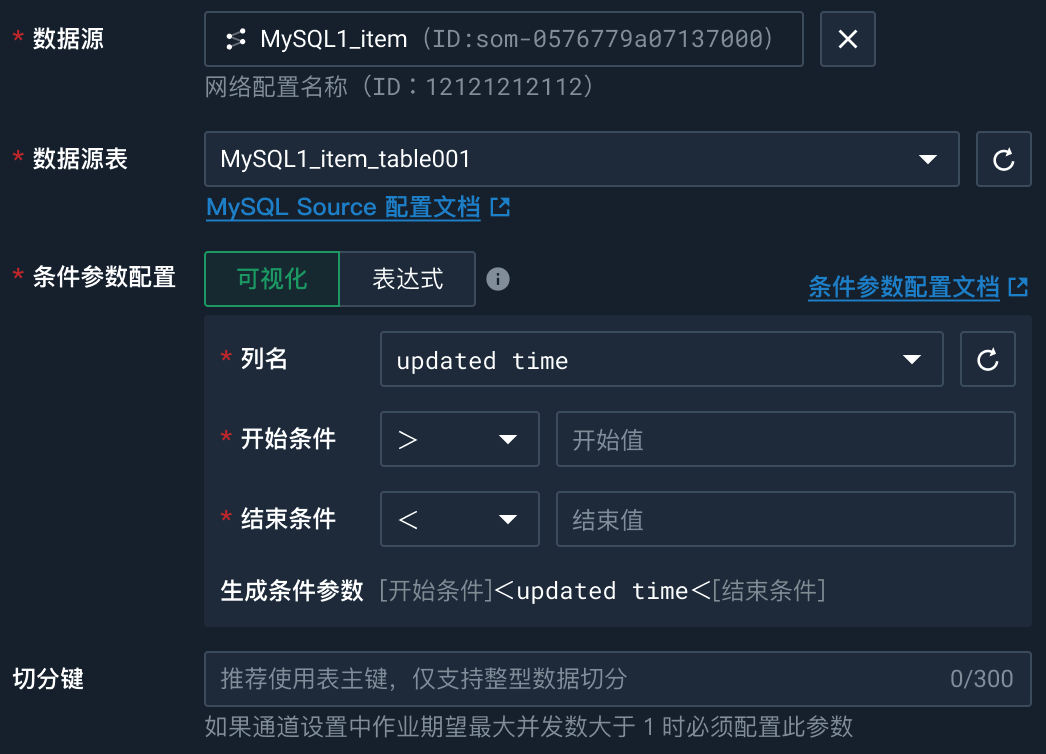 * 数据源 MySQL1_item（ID:som-0576779a07137000）
网络配置名称（ID：12121212112）
* 数据源表 MySQL1_item_table001
MySQL Source 配置文档
* 条件参数配置 可视化 表达式 条件参数配置文档
* 列名 updated time
* 开始条件 > 开始值
* 结束条件 < 结束值
生成条件参数 [开始条件]<updated time<[结束条件]
切分键 推荐使用表主键，仅支持整型数据切分 0/300
如果通道设置中作业期望最大并发数大于 1 时必须配置此参数